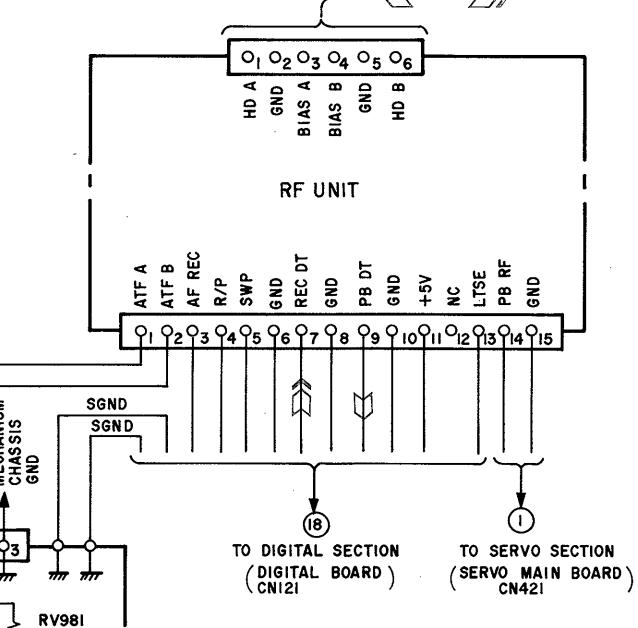 1 2 3 4 5 6
HD A
GND
BIAS A
BIAS B
GND
HD B
RF UNIT
ATF A
ATF B
AF REC
R/P
SWP
GND
REC DT
GND
PB DT
GND
+5V
NC
LTSE
PB RF
GND
1 2 3 4 5 6 7 8 9 10 11 12 13 14 15
SGND
SGND
CHASSIS
GND
3
18
1
TO DIGITAL SECTION
(DIGITAL BOARD)
CN121
TO SERVO SECTION
(SERVO MAIN BOARD)
CN421
RV981